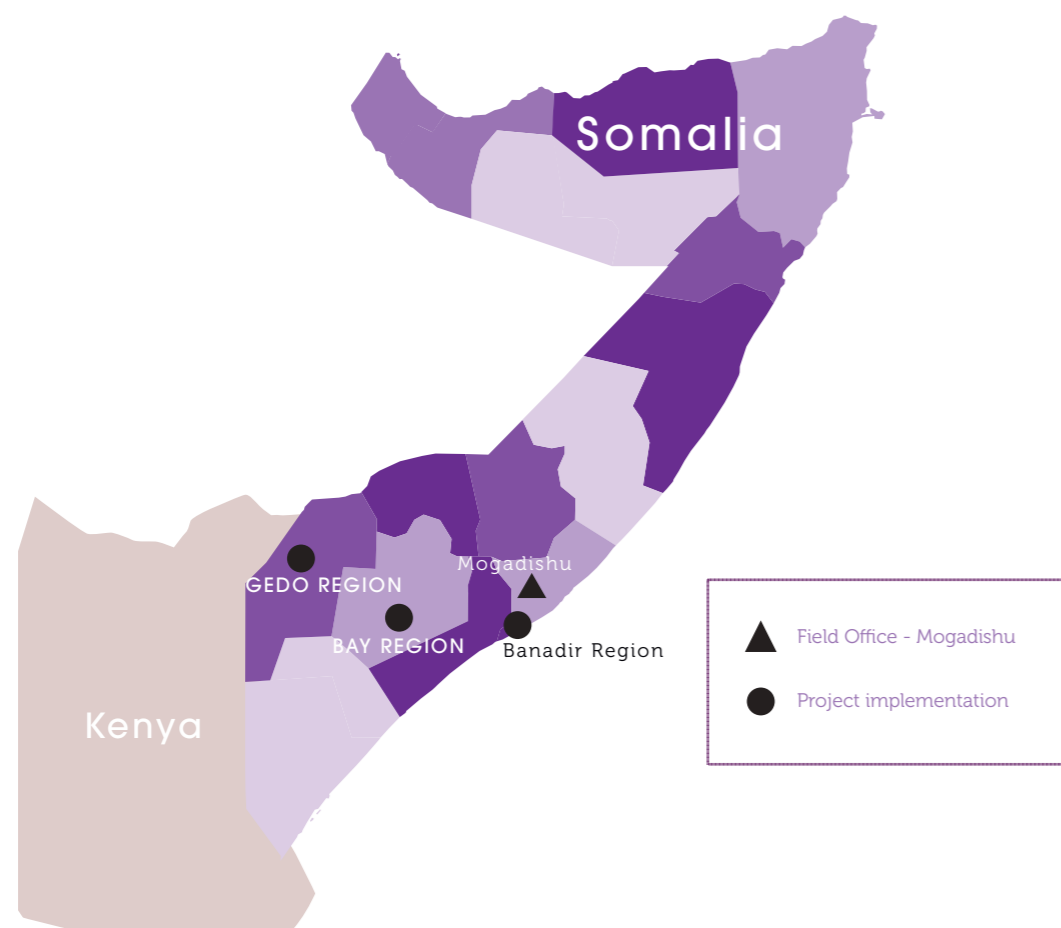 Somalia
Mogadishu
GEDO REGION
BAY REGION
Banadir Region
Kenya
Field Office - Mogadishu
Project implementation